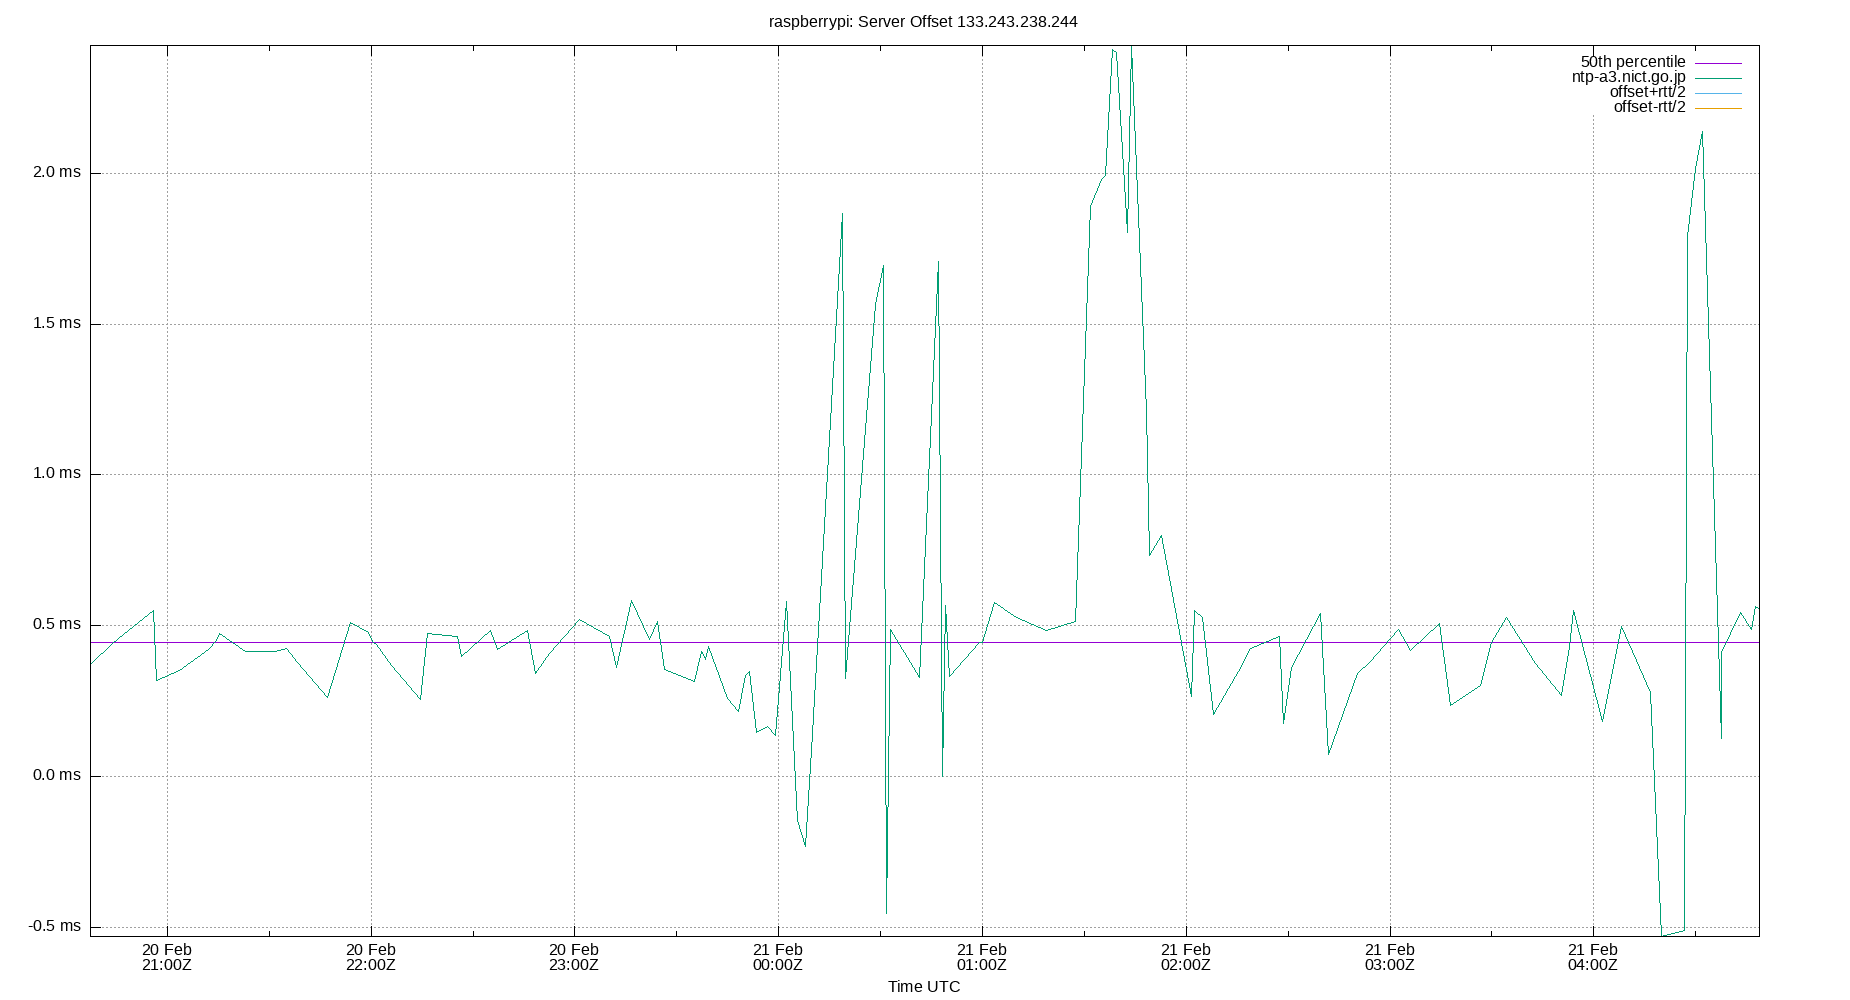 raspberrypi: Server Offset 133.243.238.244
50th percentile
ntp-a3.nict.go.jp
offset+rtt/2
offset-rtt/2
2.0 ms
1.5 ms
1.0 ms
0.5 ms
0.0 ms
-0.5 ms
20 Feb 20 Feb 20 Feb 21 Feb 21 Feb 21 Feb 21 Feb 21 Feb
21:00Z 22:00Z 23:00Z 00:00Z 01:00Z 02:00Z 03:00Z 04:00Z
Time UTC